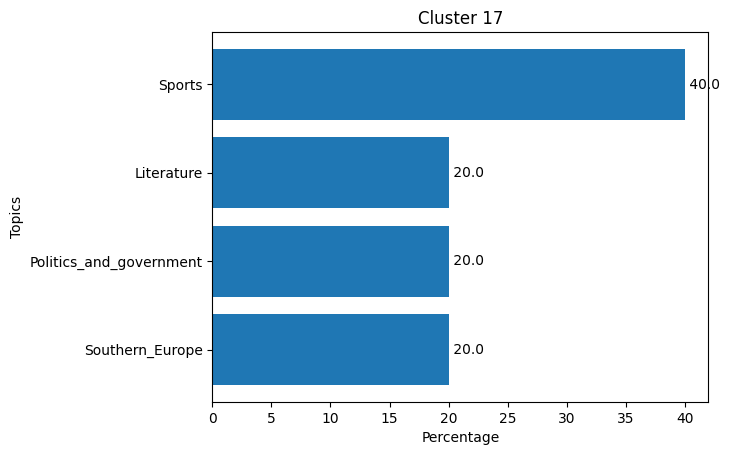 Cluster 17
Topics
Sports
40.0
Literature
20.0
Politics_and_government
20.0
Southern_Europe
20.0
0 5 10 15 20 25 30 35 40
Percentage